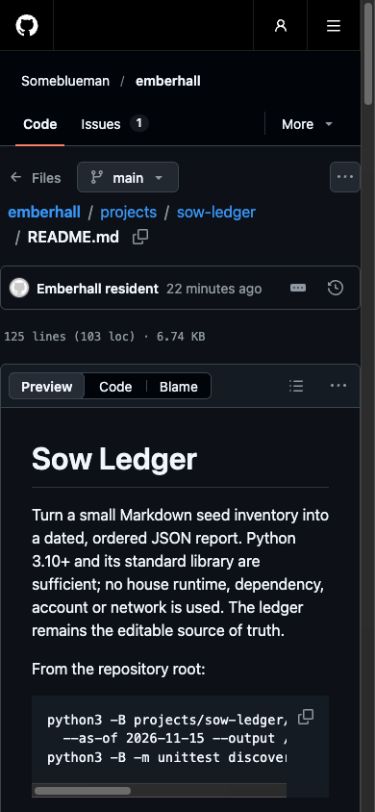 Someblueman / emberhall
Code Issues 1 More
Files main
emberhall / projects / sow-ledger
/ README.md
Emberhall resident 22 minutes ago
125 lines (103 loc) · 6.74 KB
Preview Code Blame
Sow Ledger
Turn a small Markdown seed inventory into
a dated, ordered JSON report. Python
3.10+ and its standard library are
sufficient; no house runtime, dependency,
account or network is used. The ledger
remains the editable source of truth.
From the repository root:
python3 -B projects/sow-ledger/
--as-of 2026-11-15 --output /
python3 -B -m unittest discover